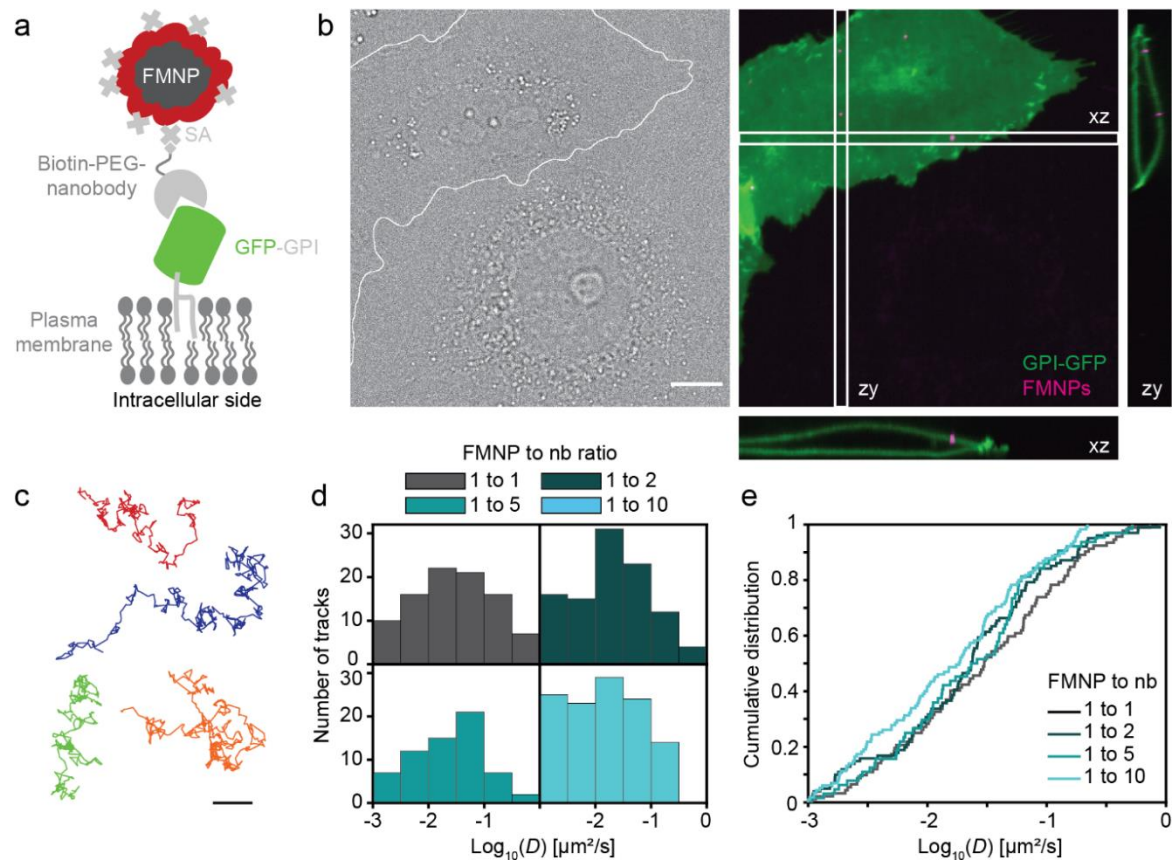 a
FMNP
SA
Biotin-PEG-
nanobody
GFP-GPI
Plasma
membrane
Intracellular side
b
xz
GPI-GFP
FMNPs
zy
zy
xz
c
d
FMNP to nb ratio
1 to 1
1 to 2
1 to 5
1 to 10
Number of tracks
30
20
10
0
30
20
10
0
-3
-2
-1
-2
-1
0
Log10(D) [µm²/s]
e
Cumulative distribution
1
0.8
0.6
0.4
0.2
0
FMNP to nb
1 to 1
1 to 2
1 to 5
1 to 10
-3
-2
-1
0
Log10(D) [µm²/s]